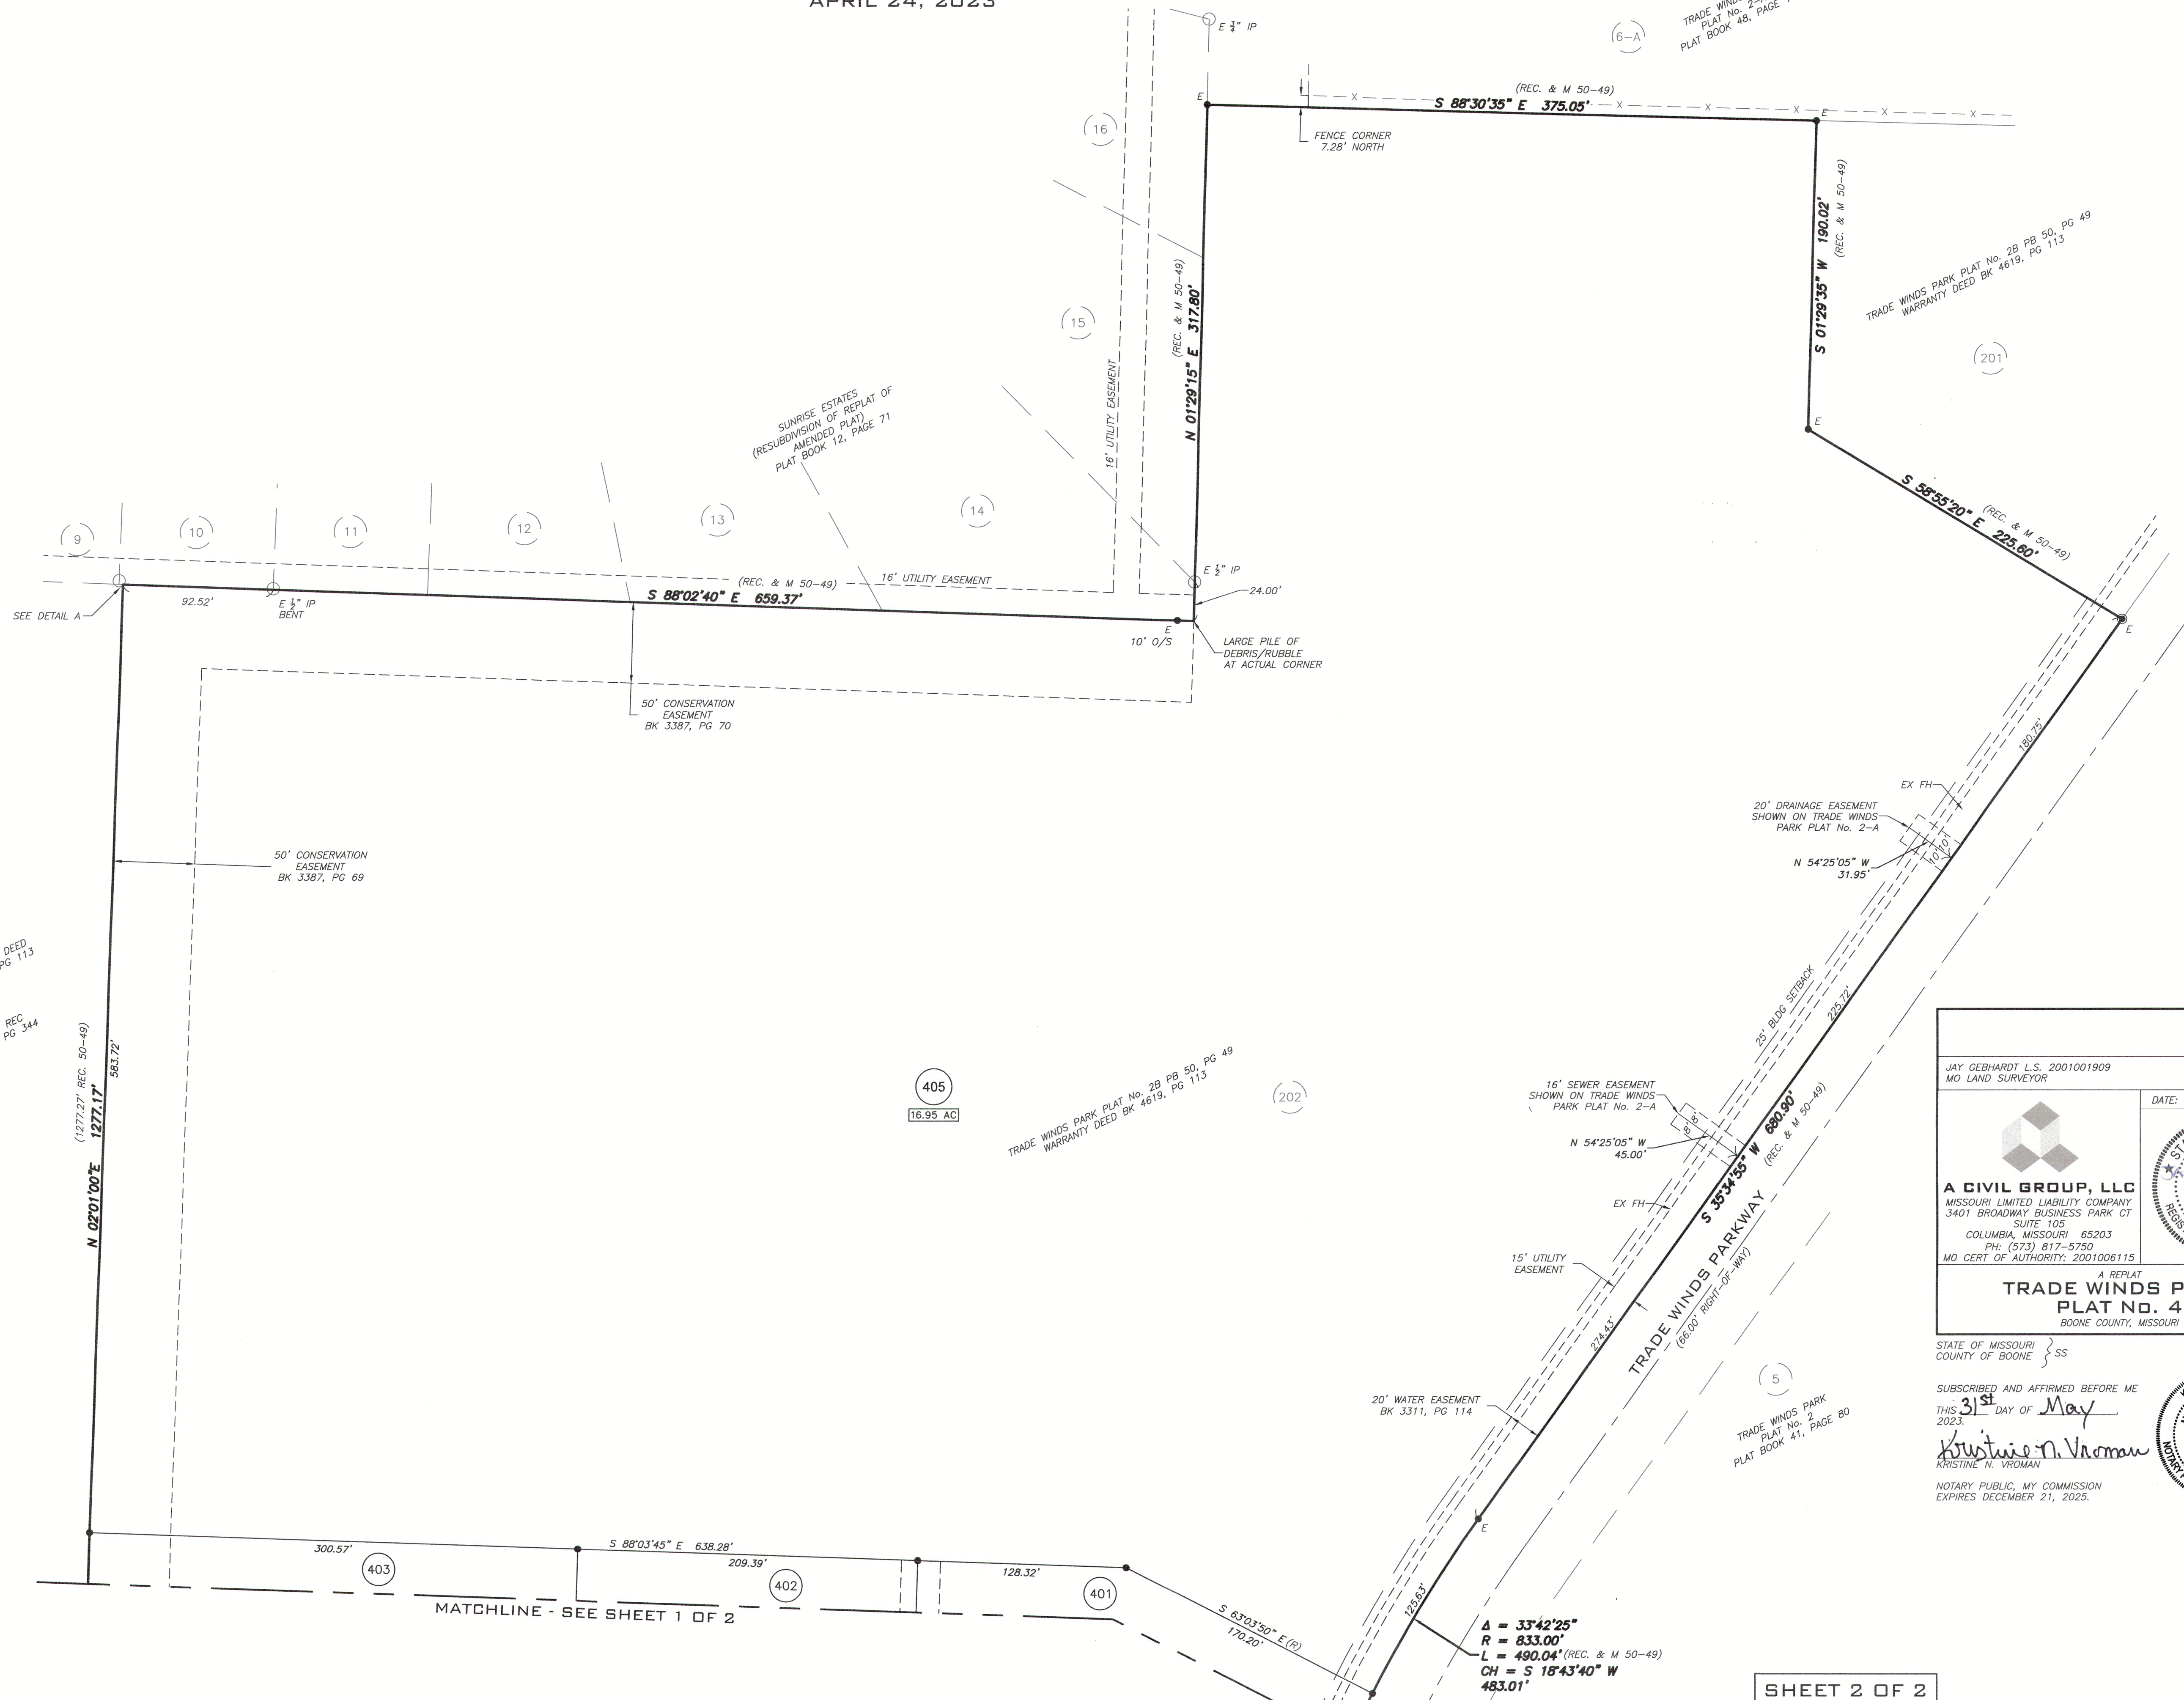 APRIL 24, 2023
E 3/4" IP
6-A
PLAT No. 2-
PLAT BOOK 48, PAGE
(REC. & M 50-49)
S 88°30'35" E 375.05'
E
E
X X X X X X
FENCE CORNER
7.28' NORTH
16
15
(REC. & M 50-49)
N 01°29'15" E 317.80'
16' UTILITY EASEMENT
S 01°29'35" W 190.02'
(REC. & M 50-49)
TRADE WINDS PARK PLAT No. 2B PB 50, PG 49
WARRANTY DEED BK 4619, PG 113
201
E
S 58°55'20" E 225.60'
(REC. & M 50-49)
E
SUNRISE ESTATES
(RESUBDIVISION OF REPLAT OF
AMENDED PLAT)
PLAT BOOK 12, PAGE 71
9
10
11
12
13
14
(REC. & M 50-49)
16' UTILITY EASEMENT
S 88°02'40" E 659.37'
E 1/2" IP
24.00'
SEE DETAIL A
92.52'
E 1/2" IP
BENT
E
10' O/S
LARGE PILE OF
DEBRIS/RUBBLE
AT ACTUAL CORNER
50' CONSERVATION
EASEMENT
BK 3387, PG 70
50' CONSERVATION
EASEMENT
BK 3387, PG 69
180.75'
EX FH
20' DRAINAGE EASEMENT
SHOWN ON TRADE WINDS
PARK PLAT No. 2-A
10' 10'
N 54°25'05" W
31.95'
DEED
PG 113
REC
PG 344
(1277.27' REC. 50-49)
N 02°01'00"E 1277.17'
583.72'
405
16.95 AC
TRADE WINDS PARK PLAT No. 2B PB 50, PG 49
WARRANTY DEED BK 4619, PG 113
202
25' BLDG SETBACK
225.72'
16' SEWER EASEMENT
SHOWN ON TRADE WINDS
PARK PLAT No. 2-A
8' 8'
N 54°25'05" W
45.00'
S 35°34'55" W 680.90'
(REC. & M 50-49)
EX FH
15' UTILITY
EASEMENT
TRADE WINDS PARKWAY
(66.00' RIGHT-OF-WAY)
274.43'
20' WATER EASEMENT
BK 3311, PG 114
5
TRADE WINDS PARK
PLAT No. 2
PLAT BOOK 41, PAGE 80
E
300.57'
S 88°03'45" E 638.28'
209.39'
128.32'
403
402
401
MATCHLINE - SEE SHEET 1 OF 2
S 63°03'50" E (R)
170.20'
125.63'
Δ = 33°42'25"
R = 833.00'
L = 490.04' (REC. & M 50-49)
CH = S 18°43'40" W
483.01'
JAY GEBHARDT L.S. 2001001909
MO LAND SURVEYOR
DATE:
A CIVIL GROUP, LLC
MISSOURI LIMITED LIABILITY COMPANY
3401 BROADWAY BUSINESS PARK CT
SUITE 105
COLUMBIA, MISSOURI 65203
PH: (573) 817-5750
MO CERT OF AUTHORITY: 2001006115
A REPLAT
TRADE WINDS P
PLAT No. 4
BOONE COUNTY, MISSOURI
STATE OF MISSOURI
COUNTY OF BOONE } SS
SUBSCRIBED AND AFFIRMED BEFORE ME
THIS 31st DAY OF May
2023.
Kristine N. Vroman
KRISTINE N. VROMAN
NOTARY PUBLIC, MY COMMISSION
EXPIRES DECEMBER 21, 2025.
SHEET 2 OF 2